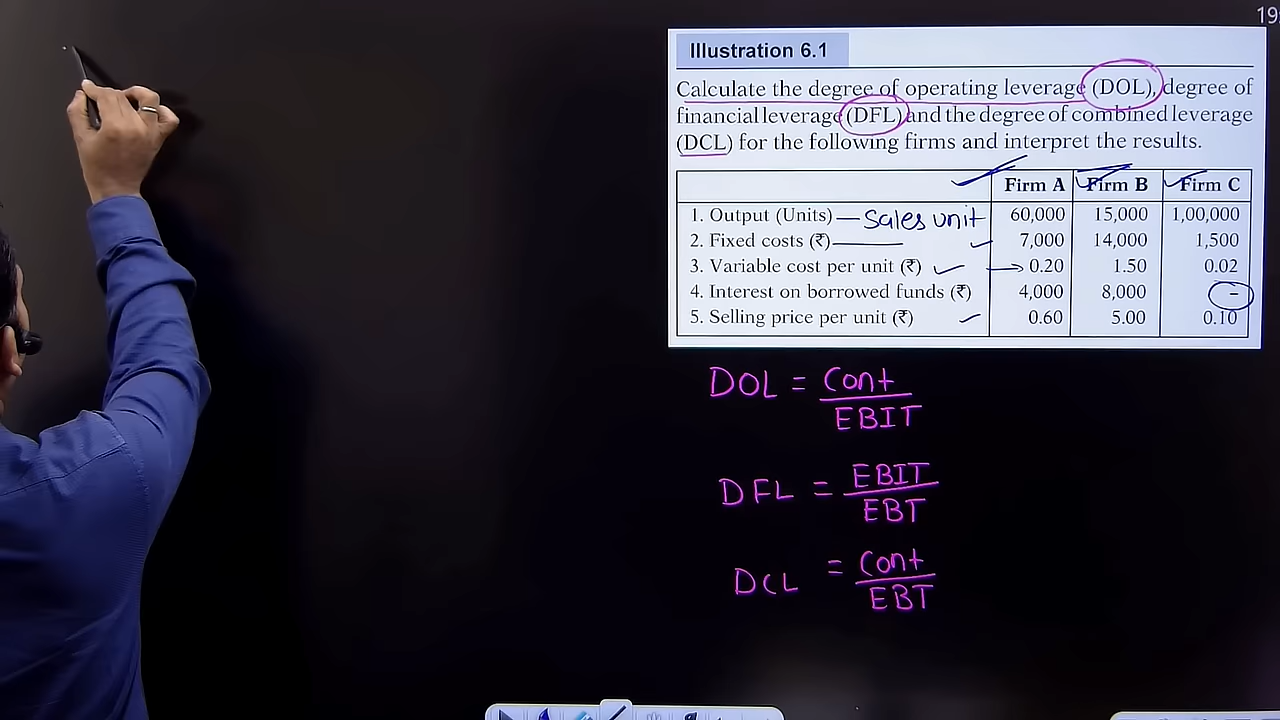 19:
Illustration 6.1
Calculate the degree of operating leverage (DOL), degree of
financial leverage (DFL) and the degree of combined leverage
(DCL) for the following firms and interpret the results.
Firm A Firm B Firm C
1. Output (Units) — Sales unit 60,000 15,000 1,00,000
2. Fixed costs (₹) 7,000 14,000 1,500
3. Variable cost per unit (₹) → 0.20 1.50 0.02
4. Interest on borrowed funds (₹) 4,000 8,000 -
5. Selling price per unit (₹) 0.60 5.00 0.10
DOL = Cont
EBIT
DFL = EBIT
EBT
DCL = Cont
EBT